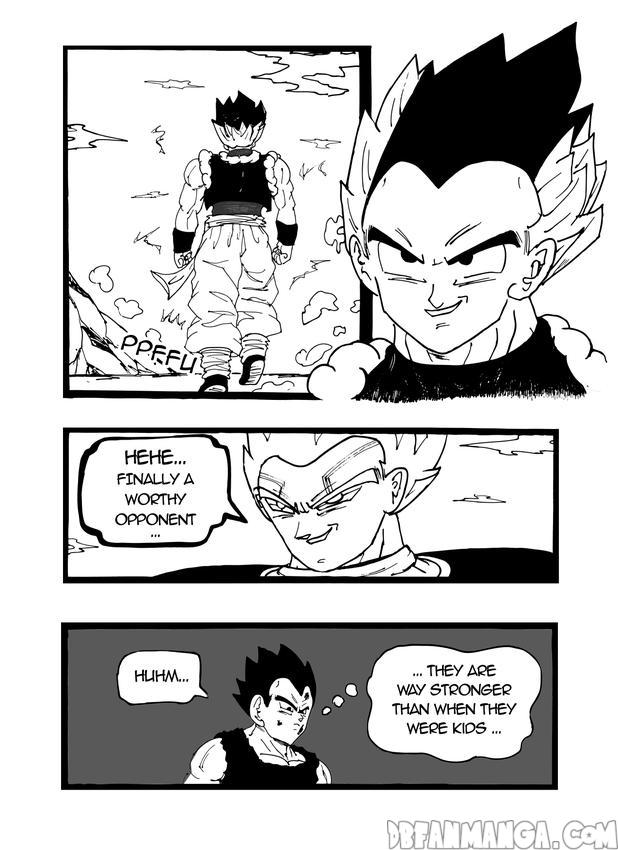 PPFFU
HEHE...
FINALLY A
WORTHY
OPPONENT
...
HUHM...
... THEY ARE
WAY STRONGER
THAN WHEN THEY
WERE KIDS ...
DBFANMANGA.COM